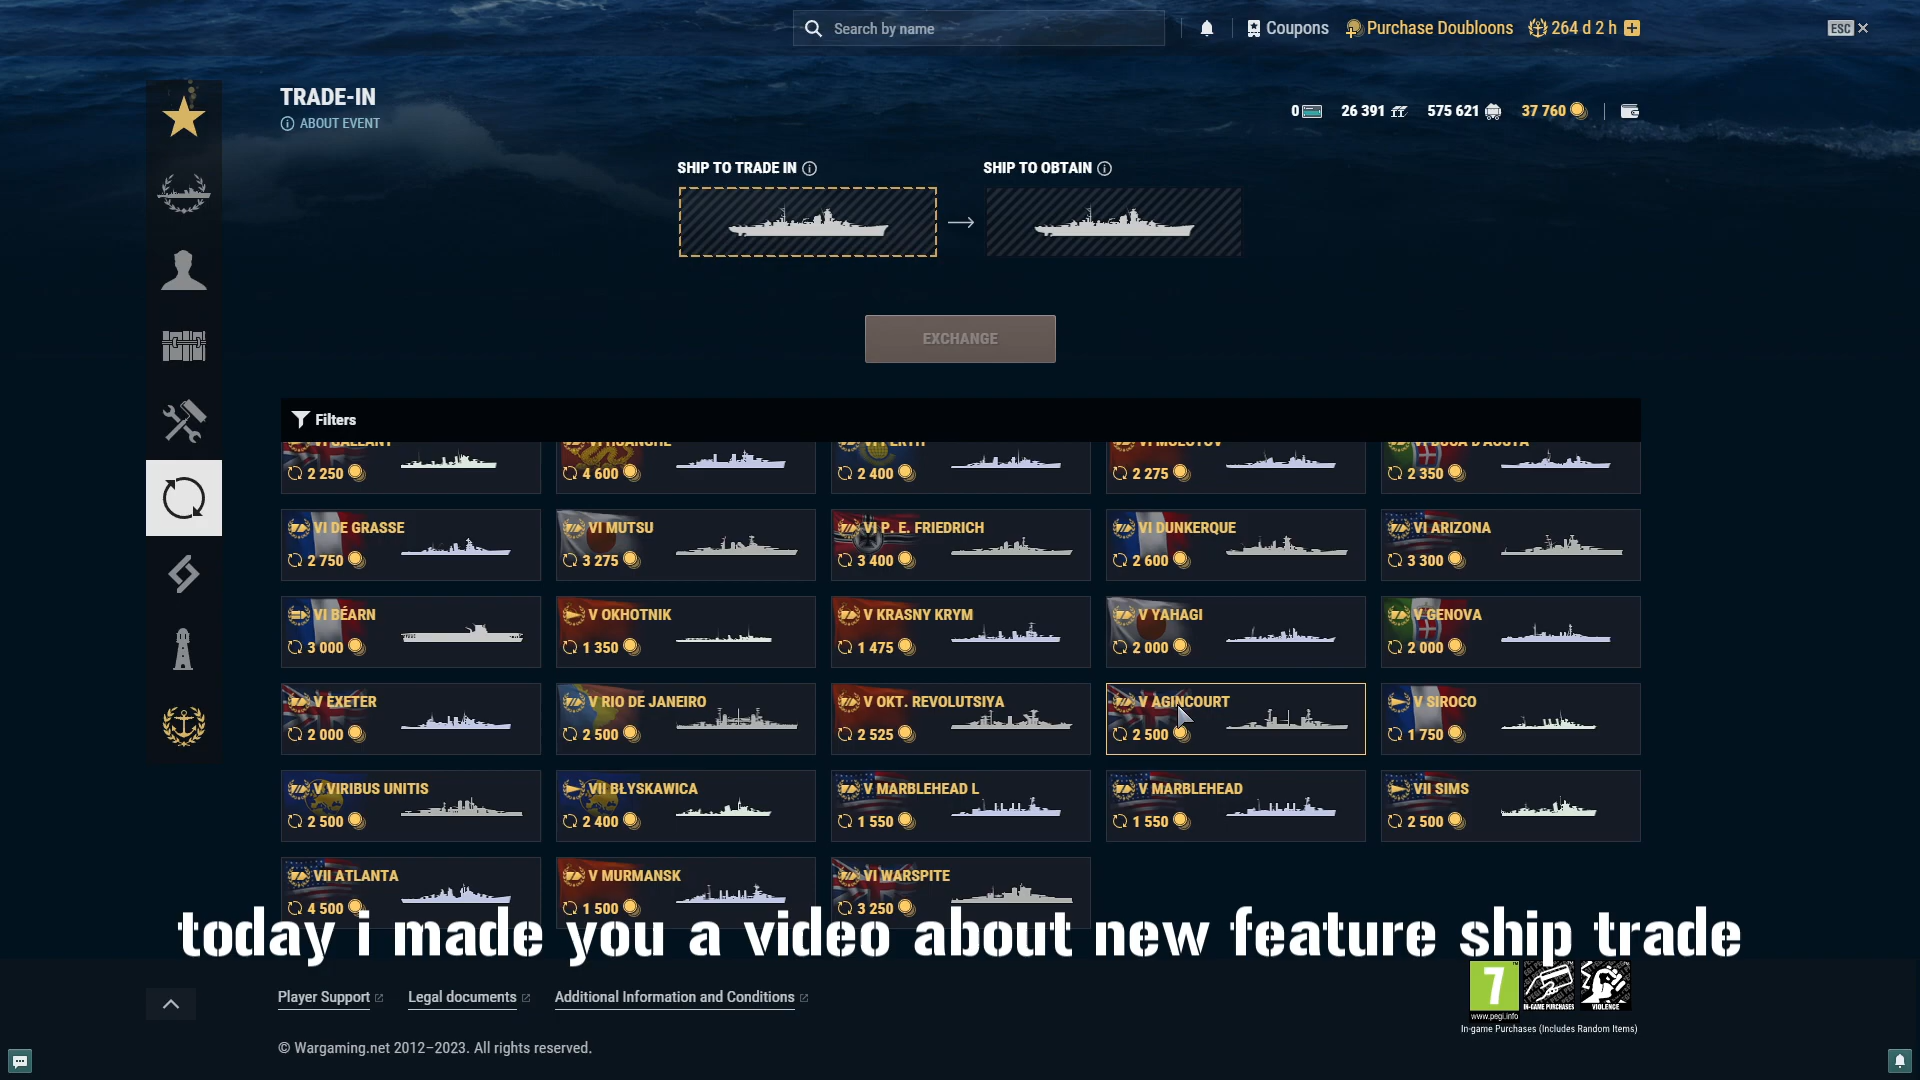 Search by name
Coupons
Purchase Doubloons
264 d 2 h
ESC
TRADE-IN
ABOUT EVENT
0
26 391
575 621
37 760
SHIP TO TRADE IN
SHIP TO OBTAIN
EXCHANGE
Filters
2 250
4 600
2 400
2 275
2 350
VI DE GRASSE
VI MUTSU
VI P. E. FRIEDRICH
VI DUNKERQUE
VI ARIZONA
2 750
3 275
3 400
2 600
3 300
VI BÉARN
V OKHOTNIK
V KRASNY KRYM
V YAHAGI
V GENOVA
3 000
1 350
1 475
2 000
2 000
V EXETER
V RIO DE JANEIRO
V OKT. REVOLUTSIYA
V AGINCOURT
V SIROCO
2 000
2 500
2 525
2 500
1 750
V VIRIBUS UNITIS
VII BŁYSKAWICA
V MARBLEHEAD L
V MARBLEHEAD
VII SIMS
2 500
2 400
1 550
1 550
2 500
VII ATLANTA
V MURMANSK
VI WARSPITE
4 500
1 500
3 250
today i made you a video about new feature ship trade
Player Support
Legal documents
Additional Information and Conditions
7
www.pegi.info
IN-GAME PURCHASES
VIOLENCE
In-game Purchases (Includes Random Items)
© Wargaming.net 2012–2023. All rights reserved.